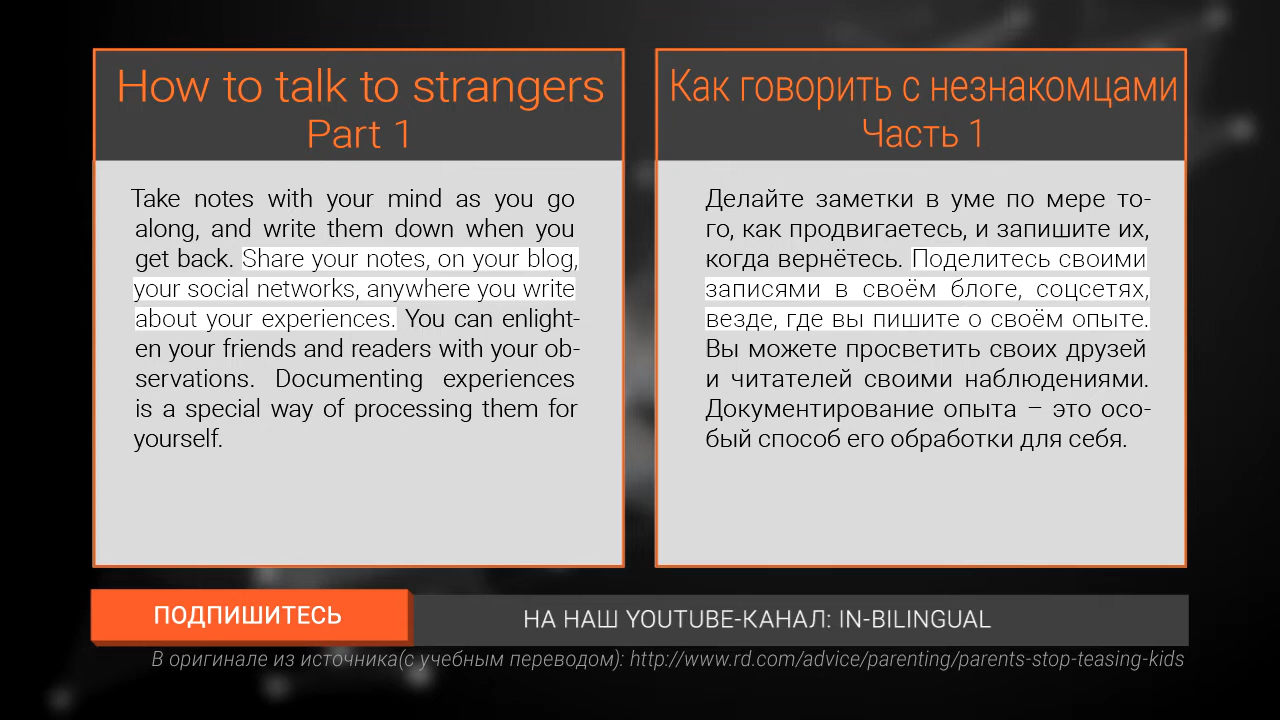 How to talk to strangers
Part 1
Take notes with your mind as you go
along, and write them down when you
get back. Share your notes, on your blog,
your social networks, anywhere you write
about your experiences. You can enlight-
en your friends and readers with your ob-
servations. Documenting experiences
is a special way of processing them for
yourself.
Как говорить с незнакомцами
Часть 1
Делайте заметки в уме по мере то-
го, как продвигаетесь, и запишите их,
когда вернётесь. Поделитесь своими
записями в своём блоге, соцсетях,
везде, где вы пишите о своём опыте.
Вы можете просветить своих друзей
и читателей своими наблюдениями.
Документирование опыта – это осо-
бый способ его обработки для себя.
ПОДПИШИТЕСЬ
НА НАШ YOUTUBE-КАНАЛ: IN-BILINGUAL
В оригинале из источника(с учебным переводом): http://www.rd.com/advice/parenting/parents-stop-teasing-kids